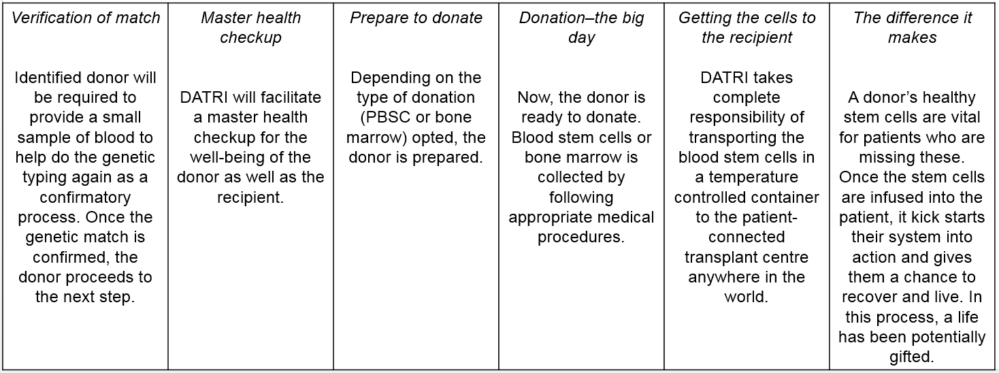 Verification of match
Identified donor will
be required to
provide a small
sample of blood to
help do the genetic
typing again as a
confirmatory
process. Once the
genetic match is
confirmed, the
donor proceeds to
the next step.
Master health
checkup
DATRI will facilitate
a master health
checkup for the
well-being of the
donor as well as the
recipient.
Prepare to donate
Depending on the
type of donation
(PBSC or bone
marrow) opted, the
donor is prepared.
Donation–the big
day
Now, the donor is
ready to donate.
Blood stem cells or
bone marrow is
collected by
following
appropriate medical
procedures.
Getting the cells to
the recipient
DATRI takes
complete
responsibility of
transporting the
blood stem cells in
a temperature
controlled container
to the patient-
connected
transplant centre
anywhere in the
world.
The difference it
makes
A donor’s healthy
stem cells are vital
for patients who are
missing these.
Once the stem cells
are infused into the
patient, it kick starts
their system into
action and gives
them a chance to
recover and live. In
this process, a life
has been potentially
gifted.